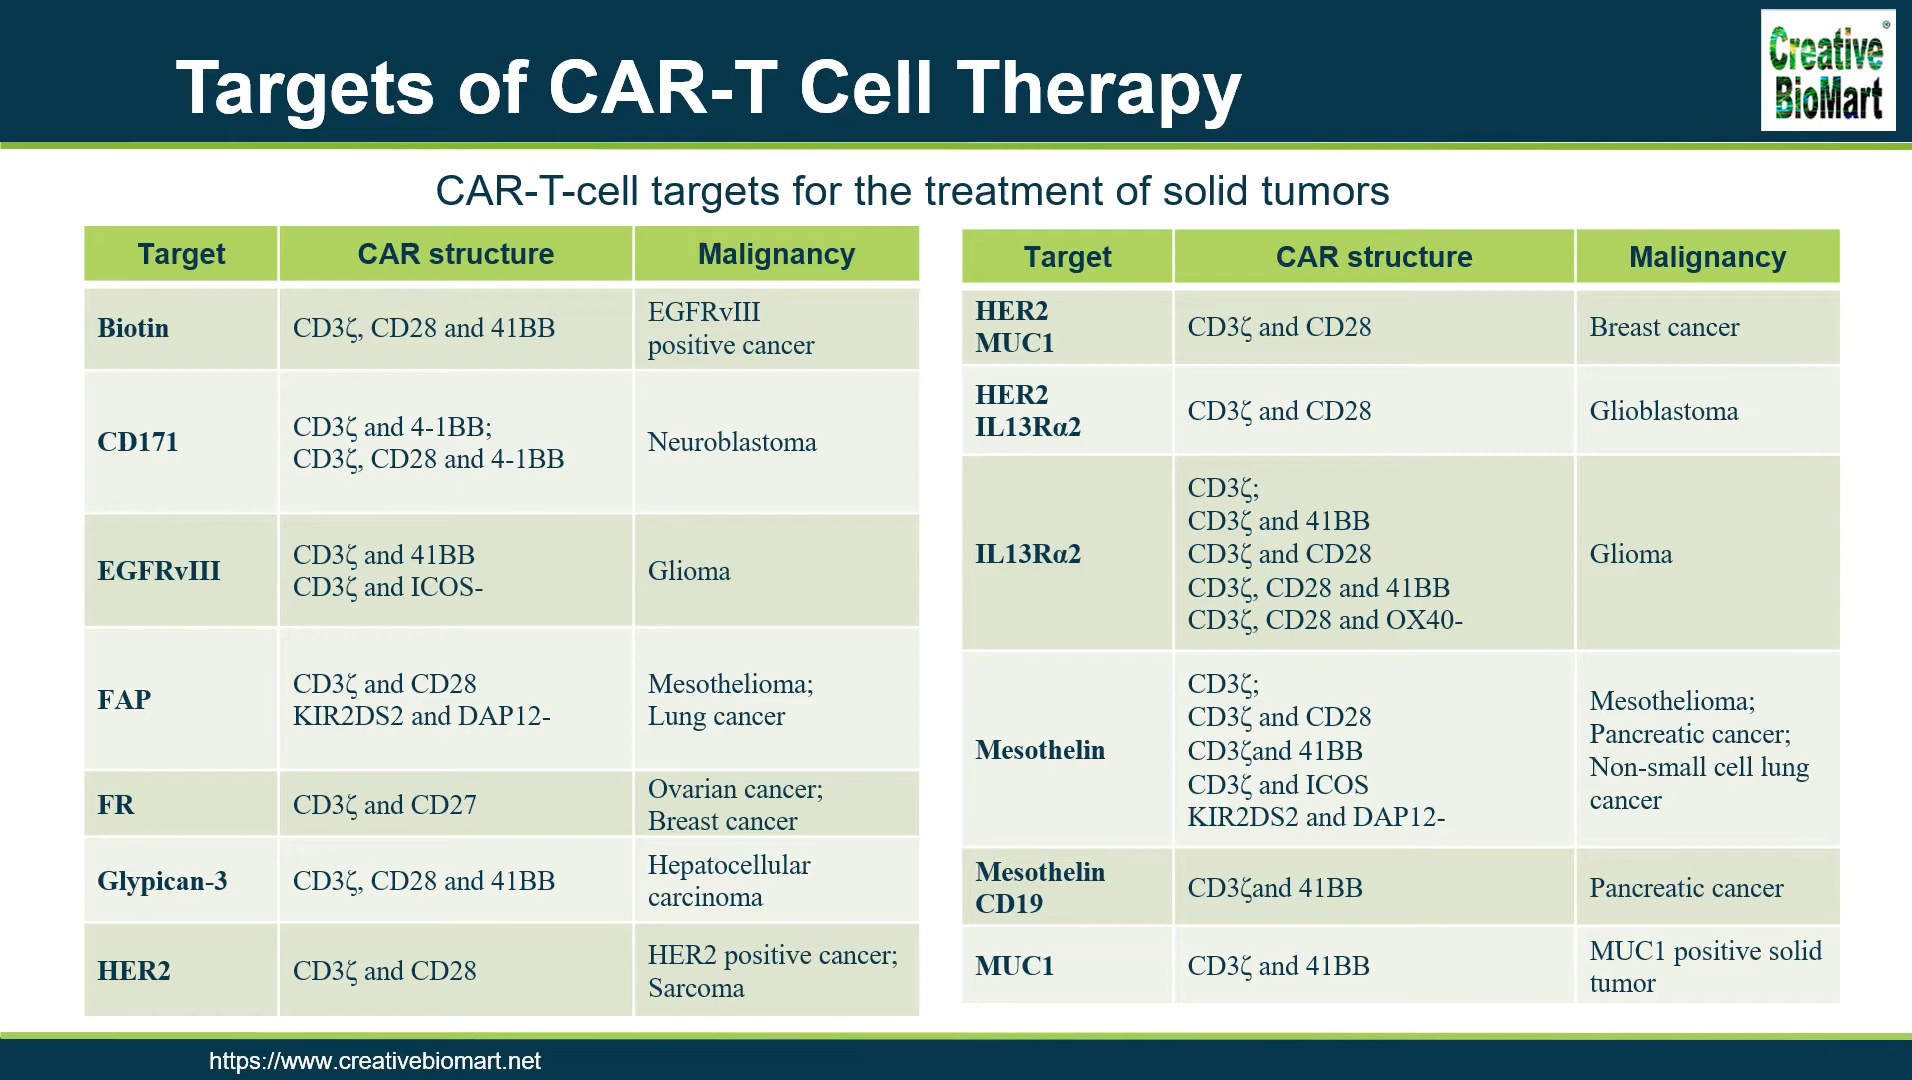 Targets of CAR-T Cell Therapy
Creative®
BioMart
CAR-T-cell targets for the treatment of solid tumors
Target CAR structure Malignancy
Biotin CD3ζ, CD28 and 41BB EGFRvIII
positive cancer
CD171 CD3ζ and 4-1BB;
CD3ζ, CD28 and 4-1BB
Neuroblastoma
EGFRvIII CD3ζ and 41BB
CD3ζ and ICOS-
Glioma
FAP CD3ζ and CD28
KIR2DS2 and DAP12-
Mesothelioma;
Lung cancer
FR CD3ζ and CD27 Ovarian cancer;
Breast cancer
Glypican-3 CD3ζ, CD28 and 41BB Hepatocellular
carcinoma
HER2 CD3ζ and CD28 HER2 positive cancer;
Sarcoma
Target CAR structure Malignancy
HER2
MUC1
CD3ζ and CD28 Breast cancer
HER2
IL13Rα2
CD3ζ and CD28 Glioblastoma
IL13Rα2
CD3ζ;
CD3ζ and 41BB
CD3ζ and CD28
CD3ζ, CD28 and 41BB
CD3ζ, CD28 and OX40-
Glioma
Mesothelin
CD3ζ;
CD3ζ and CD28
CD3ζand 41BB
CD3ζ and ICOS
KIR2DS2 and DAP12-
Mesothelioma;
Pancreatic cancer;
Non-small cell lung
cancer
Mesothelin
CD19
CD3ζand 41BB Pancreatic cancer
MUC1 CD3ζ and 41BB MUC1 positive solid
tumor
https://www.creativebiomart.net